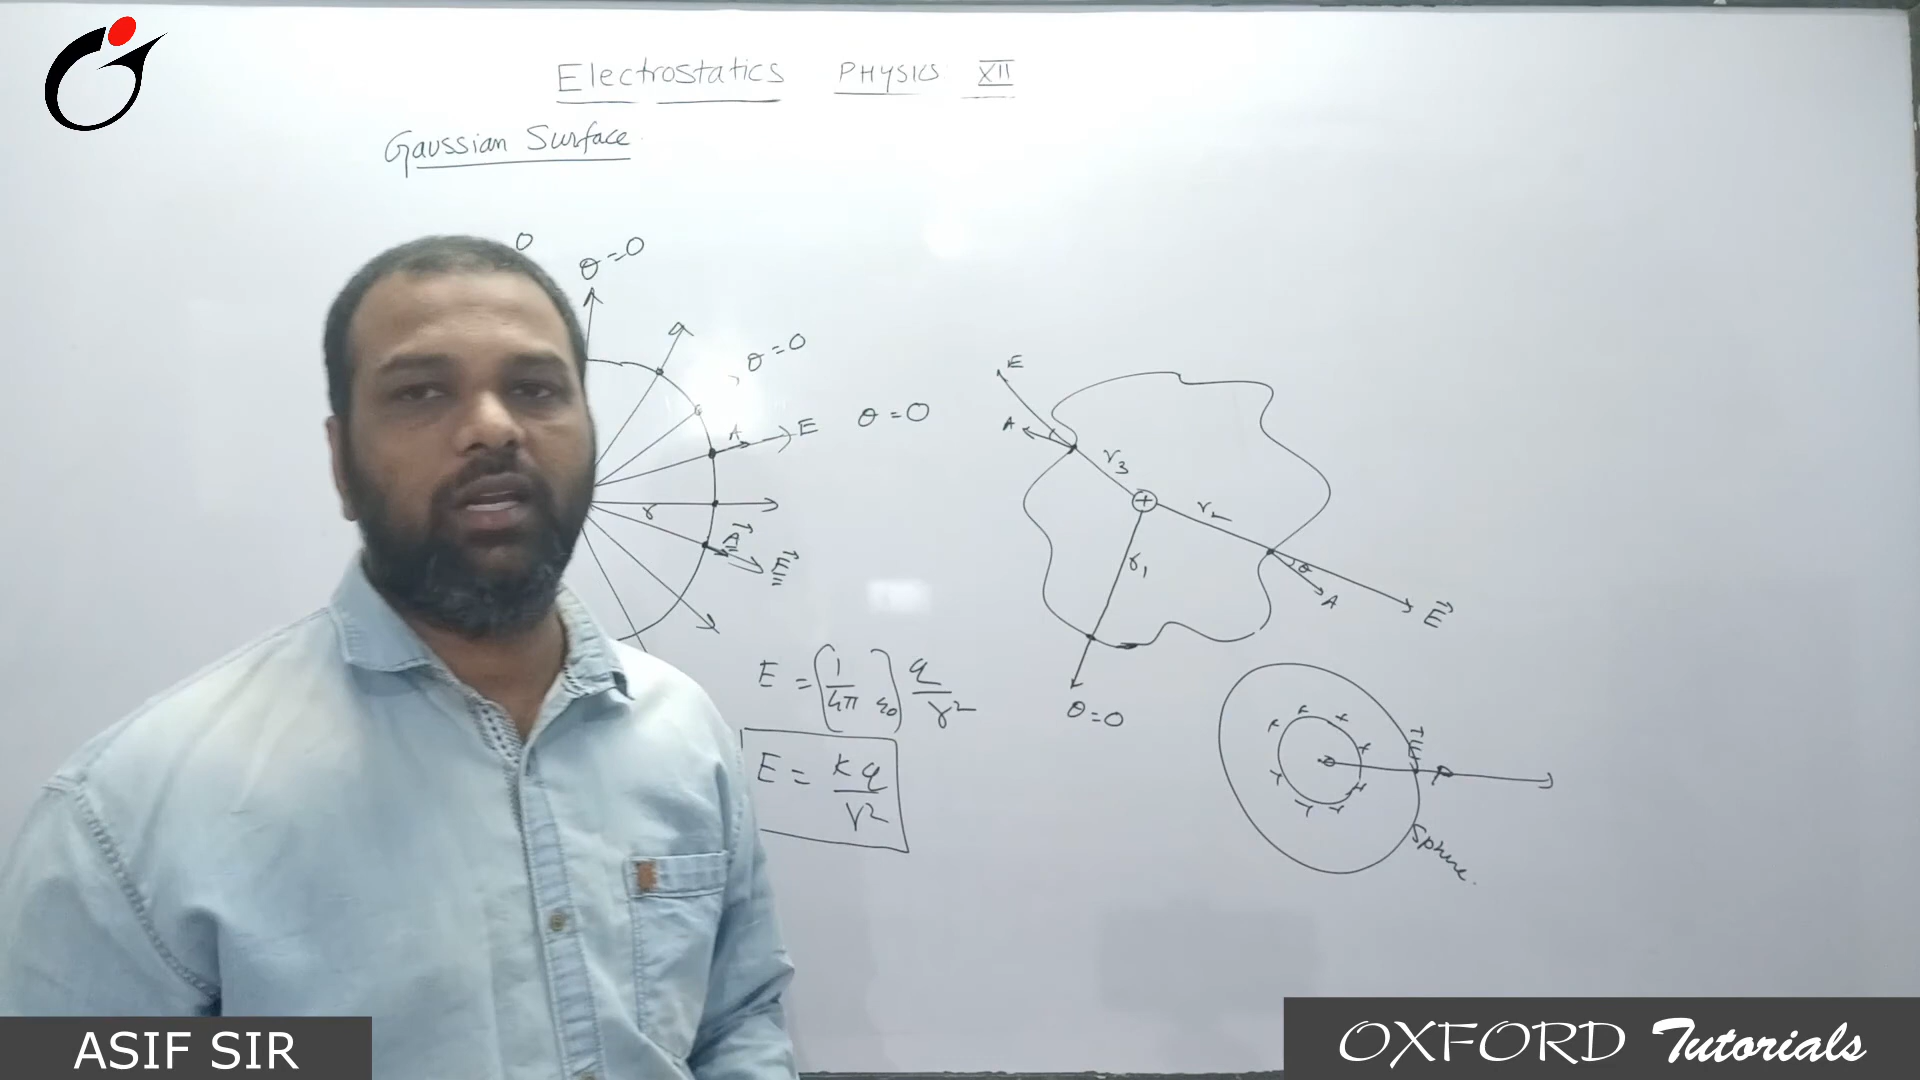 Electrostatics PHYSICS XII
Gaussian Surface
0
θ=0
θ=0
θ=0
A
E
r
A
E
E
A
r3
r2
r1
θ
A
E
θ=0
E = (1/4π ε0) q/r²
E = Kq/r²
E
P
Sphere.
ASIF SIR
OXFORD Tutorials